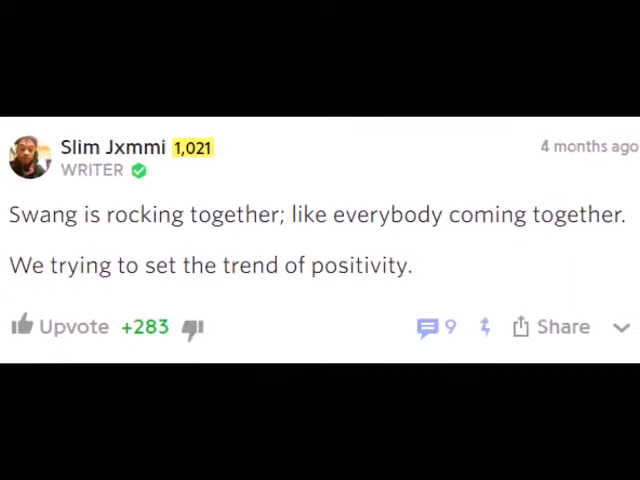 Slim Jxmmi 1,021
4 months ago
WRITER
Swang is rocking together; like everybody coming together.
We trying to set the trend of positivity.
Upvote +283
9
Share